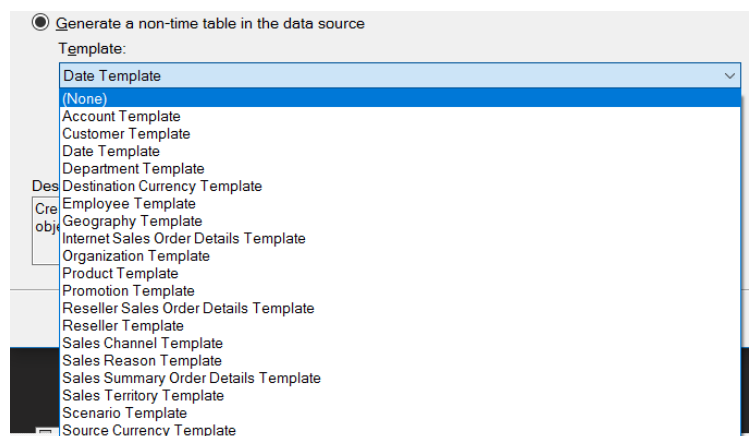 Generate a non-time table in the data source
Template:
Date Template
(None)
Account Template
Customer Template
Date Template
Department Template
Des
Destination Currency Template
Cre
Employee Template
obje
Geography Template
Internet Sales Order Details Template
Organization Template
Product Template
Promotion Template
Reseller Sales Order Details Template
Reseller Template
Sales Channel Template
Sales Reason Template
Sales Summary Order Details Template
Sales Territory Template
Scenario Template
Source Currency Template